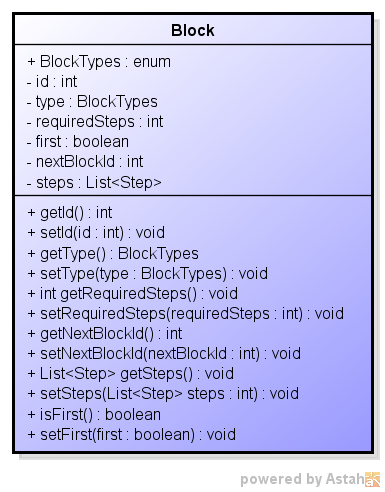 Block
+ BlockTypes : enum
- id : int
- type : BlockTypes
- requiredSteps : int
- first : boolean
- nextBlockId : int
- steps : List<Step>
+ getId() : int
+ setId(id : int) : void
+ getType() : BlockTypes
+ setType(type : BlockTypes) : void
+ int getRequiredSteps() : void
+ setRequiredSteps(requiredSteps : int) : void
+ getNextBlockId() : int
+ setNextBlockId(nextBlockId : int) : void
+ List<Step> getSteps() : void
+ setSteps(List<Step> steps : int) : void
+ isFirst() : boolean
+ setFirst(first : boolean) : void
powered by Astah